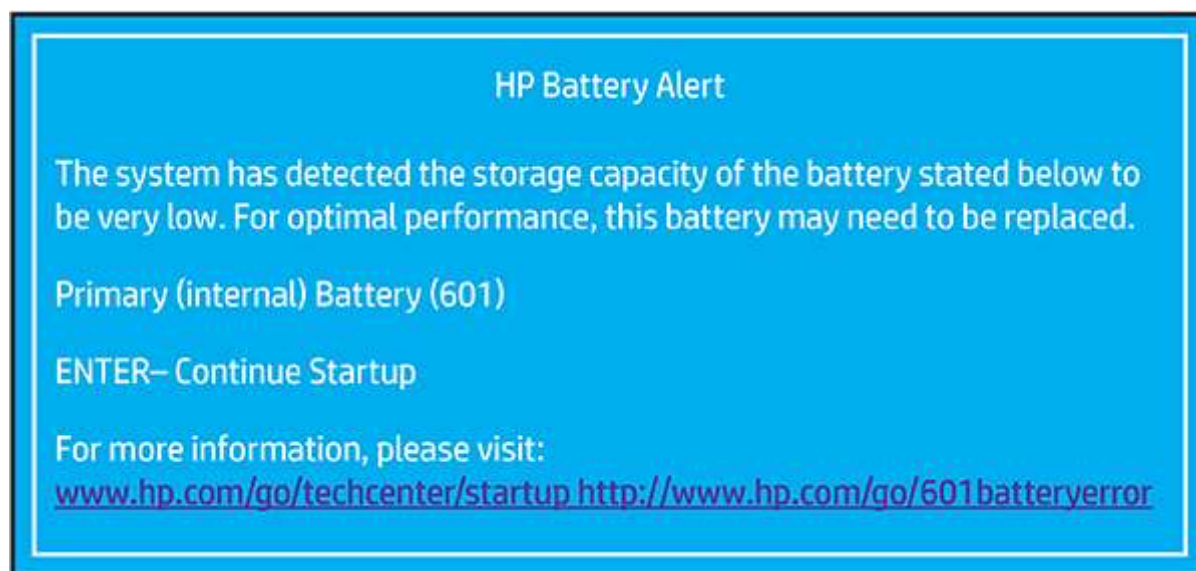 HP Battery Alert
The system has detected the storage capacity of the battery stated below to
be very low. For optimal performance, this battery may need to be replaced.
Primary (internal) Battery (601)
ENTER– Continue Startup
For more information, please visit:
www.hp.com/go/techcenter/startup http://www.hp.com/go/601batteryerror